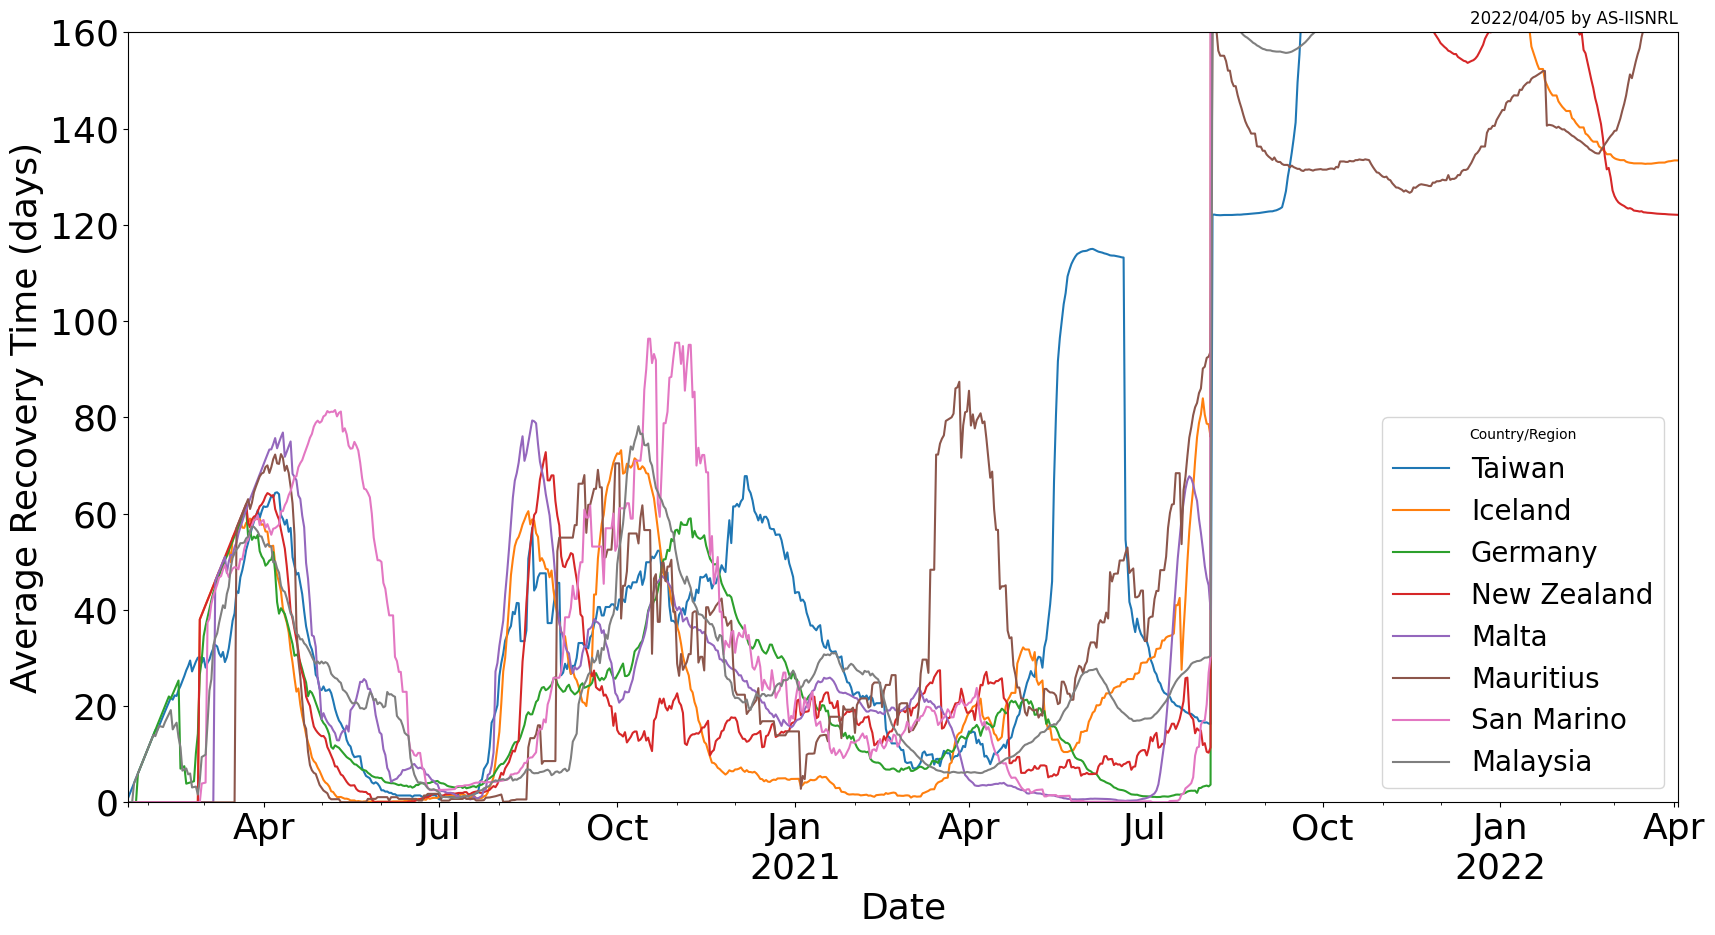 2022/04/05 by AS-IISNRL
160
140
120
100
80
60
40
20
0
Average Recovery Time (days)
Country/Region
Taiwan
Iceland
Germany
New Zealand
Malta
Mauritius
San Marino
Malaysia
Apr Jul Oct Jan Apr Jul Oct Jan Apr
2021 2022
Date